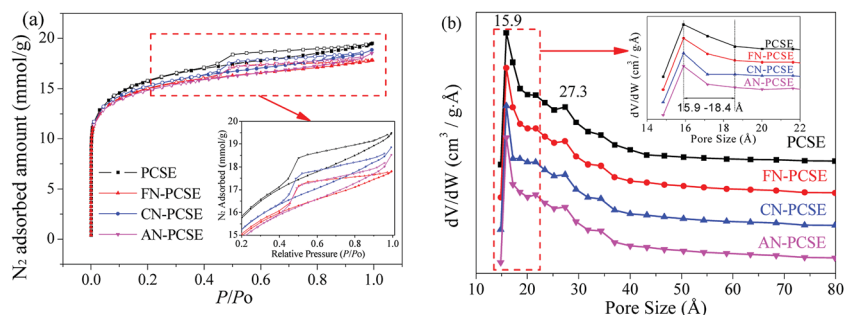 (a)
N₂ adsorbed amount (mmol/g)
25
20
15
10
5
0
0.0 0.2 0.4 0.6 0.8 1.0
P/Po
PCSE
FN-PCSE
CN-PCSE
AN-PCSE
N₂ Adsorbed (mmol/g)
20
19
18
17
16
15
0.2 0.4 0.6 0.8 1.0
Relative Pressure (P/Po)
(b)
dV/dW (cm³ / g·Å)
15.9
27.3
PCSE
FN-PCSE
CN-PCSE
AN-PCSE
10 20 30 40 50 60 70 80
Pore Size (Å)
dV/dW (cm³ / g·Å)
PCSE
FN-PCSE
CN-PCSE
AN-PCSE
15.9 -18.4 Å
14 16 18 20 22
Pore Size (Å)